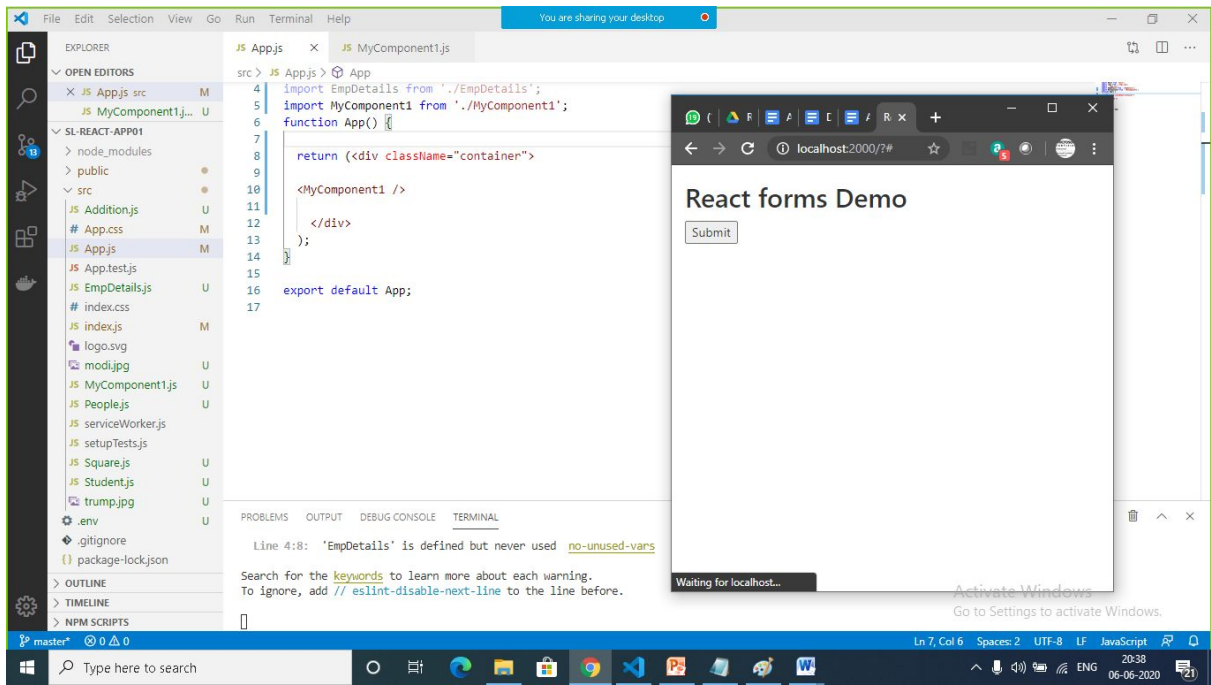 File Edit Selection View Go Run Terminal Help
You are sharing your desktop
EXPLORER
OPEN EDITORS
JS App.js src M
JS MyComponent1.j... U
SL-REACT-APP01
node_modules
public
src
JS Addition.js U
# App.css M
JS App.js M
JS App.test.js
JS EmpDetails.js U
# index.css
JS index.js M
logo.svg
modi.jpg U
JS MyComponent1.js U
JS People.js U
JS serviceWorker.js
JS setupTests.js
JS Square.js U
JS Student.js U
trump.jpg U
.env U
.gitignore
{} package-lock.json
OUTLINE
TIMELINE
NPM SCRIPTS
13
JS App.js × JS MyComponent1.js
src > JS App.js > App
4 import EmpDetails from './EmpDetails';
5 import MyComponent1 from './MyComponent1';
6 function App() {
7
8 return (<div className="container">
9
10 <MyComponent1 />
11
12 </div>
13 );
14 }
15
16 export default App;
17
PROBLEMS OUTPUT DEBUG CONSOLE TERMINAL
Line 4:8: 'EmpDetails' is defined but never used no-unused-vars
Search for the keywords to learn more about each warning.
To ignore, add // eslint-disable-next-line to the line before.
localhost:2000/?#
React forms Demo
Submit
Waiting for localhost...
Activate Windows
Go to Settings to activate Windows.
master* 0 0
Ln 7, Col 6 Spaces: 2 UTF-8 LF JavaScript
Type here to search
ENG
20:38
06-06-2020
21